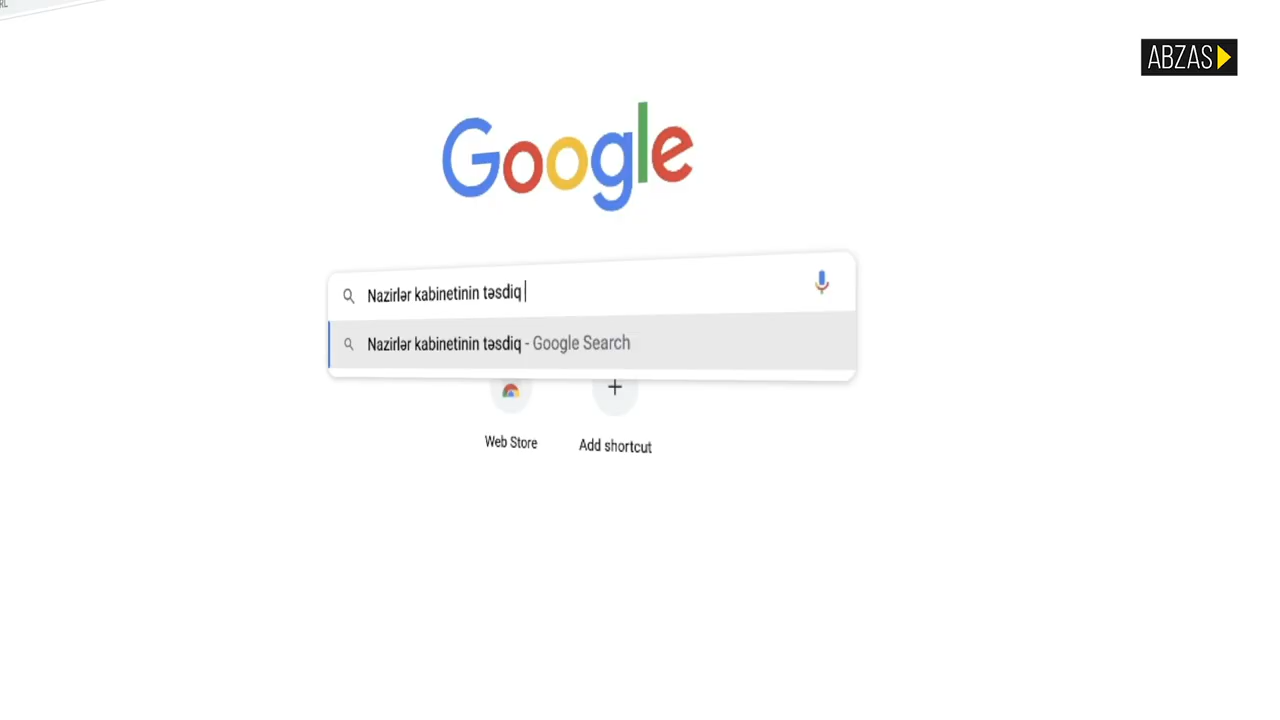 ABZAS
Google
Nazirlər kabinetinin təsdiq
Nazirlər kabinetinin təsdiq - Google Search
Web Store
Add shortcut